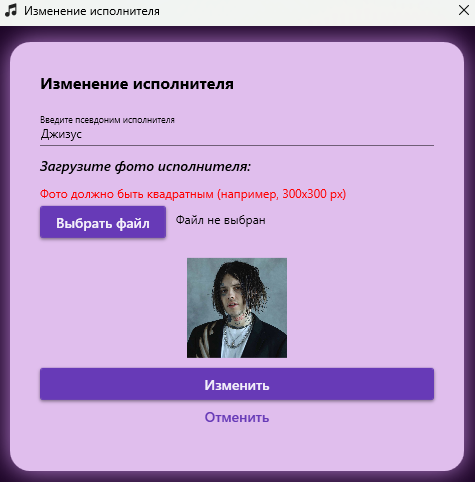 Изменение исполнителя
Изменение исполнителя
Введите псевдоним исполнителя
Джизус
Загрузите фото исполнителя:
Фото должно быть квадратным (например, 300x300 px)
Выбрать файл
Файл не выбран
Изменить
Отменить